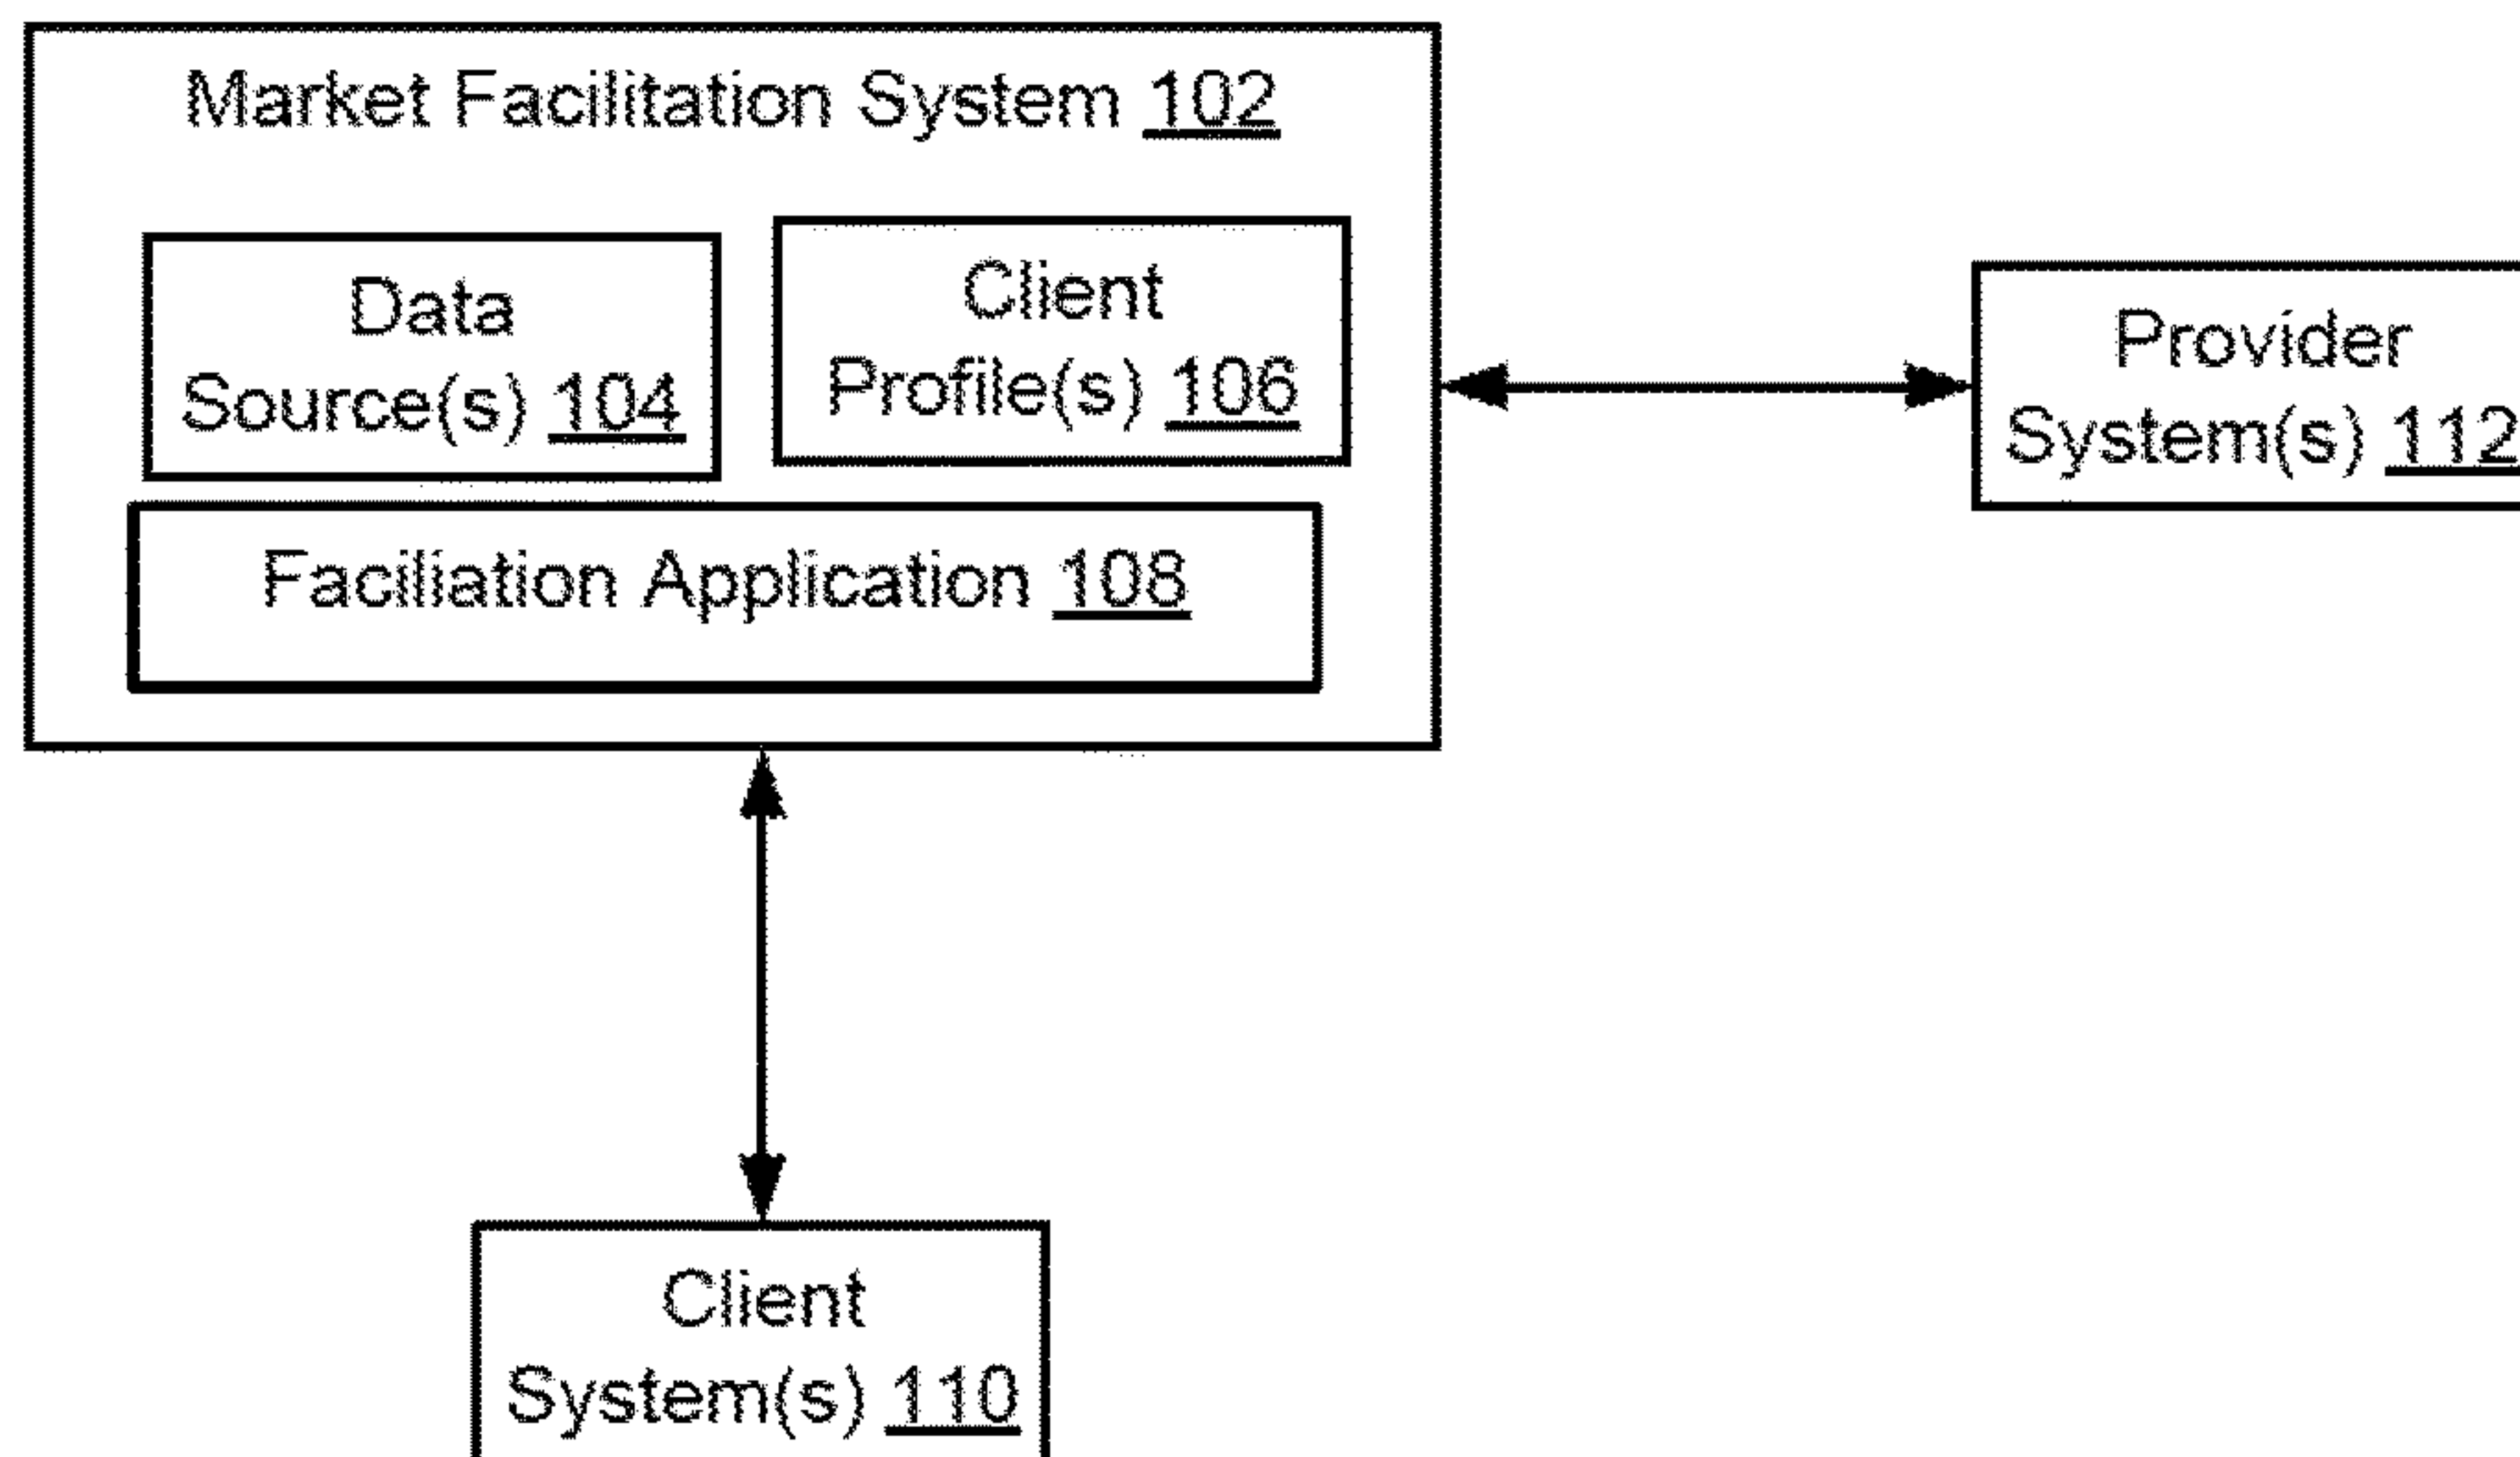 Market Facilitation System 102
Data
Source(s) 104
Client
Profile(s) 106
Faciliation Application 108
Provider
System(s) 112
Client
System(s) 110